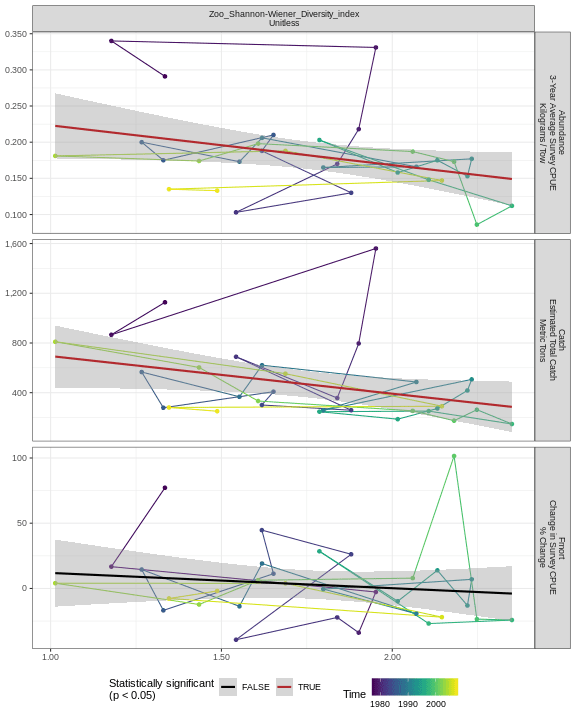 Zoo_Shannon-Wiener_Diversity_index
Unitless
0.350
0.300
0.250
0.200
0.150
0.100
Abundance
3-Year Average Survey CPUE
Kilograms / Tow
1,600
1,200
800
400
Catch
Estimated Total Catch
Metric Tons
100
50
0
Fmort
Change in Survey CPUE
% Change
1.00
1.50
2.00
Statistically significant
(p < 0.05)
FALSE
TRUE
Time
1980 1990 2000